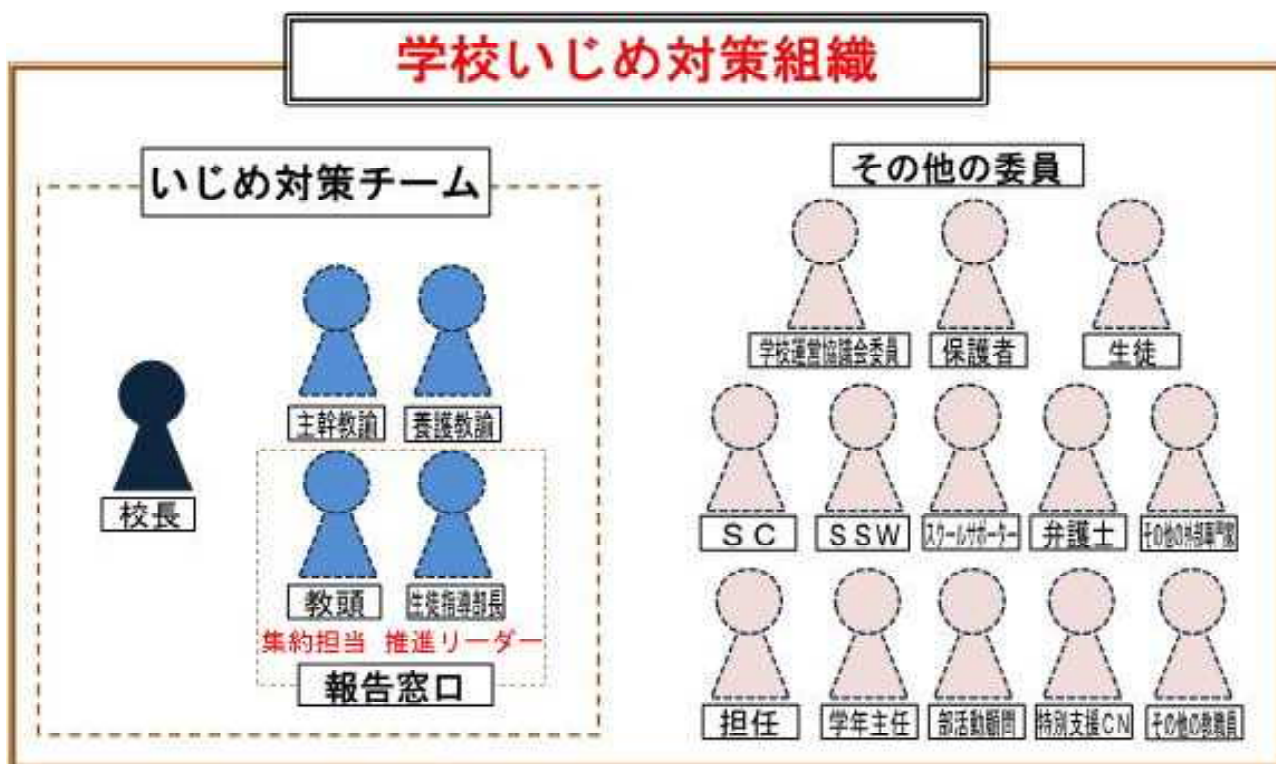 学校いじめ対策組織
いじめ対策チーム
校長
主幹教諭
養護教諭
教頭
生徒指導部長
集約担当
推進リーダー
報告窓口
その他の委員
学校運営協議会委員
保護者
生徒
SC
SSW
スクールサポーター
弁護士
その他の外部専門家
担任
学年主任
部活動顧問
特別支援CN
その他の教職員